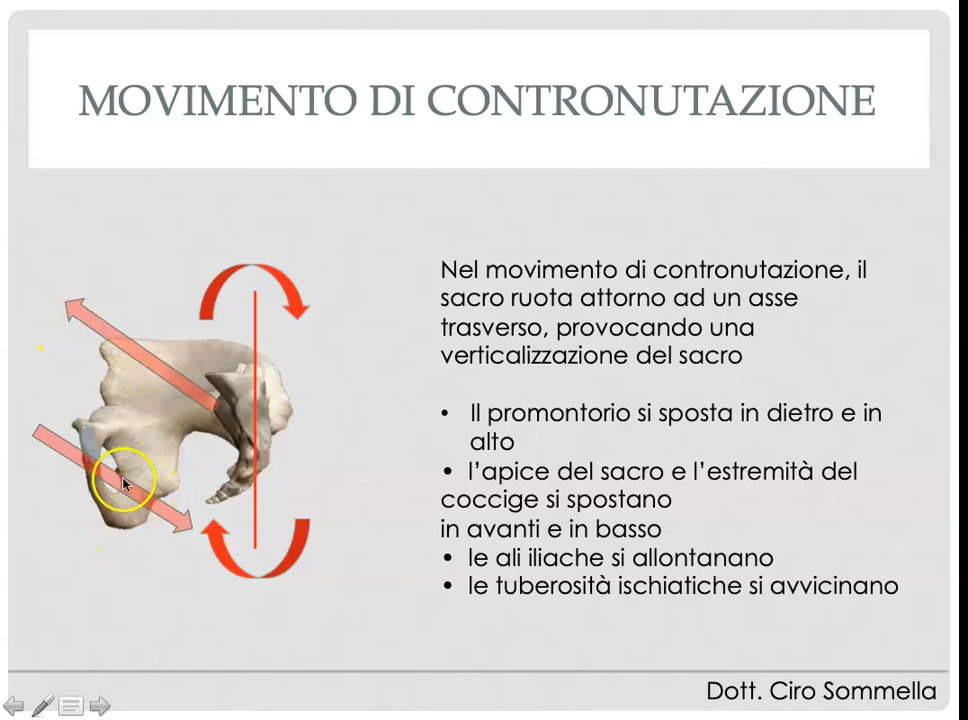 MOVIMENTO DI CONTRONUTAZIONE
Nel movimento di contronutazione, il
sacro ruota attorno ad un asse
trasverso, provocando una
verticalizzazione del sacro
• Il promontorio si sposta in dietro e in
alto
• l’apice del sacro e l’estremità del
coccige si spostano
in avanti e in basso
• le ali iliache si allontanano
• le tuberosità ischiatiche si avvicinano
Dott. Ciro Sommella